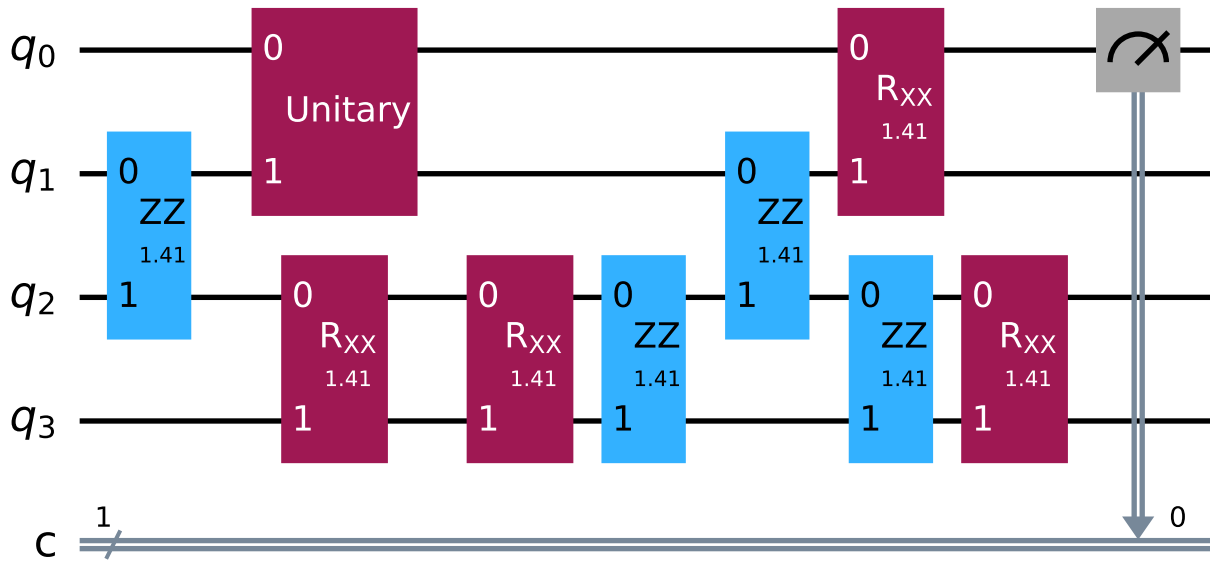 q0 0 0
Unitary RXX
1.41
q1 0 1 0 1
ZZ ZZ
1.41 1.41
q2 1 0 0 0 1 0 0
RXX RXX ZZ ZZ RXX
1.41 1.41 1.41 1.41 1.41
q3 1 1 1 1 1
1 0
c